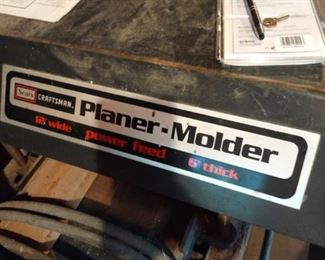 Sears
CRAFTSMAN.
Planer-Molder
12" wide power feed 6" thick